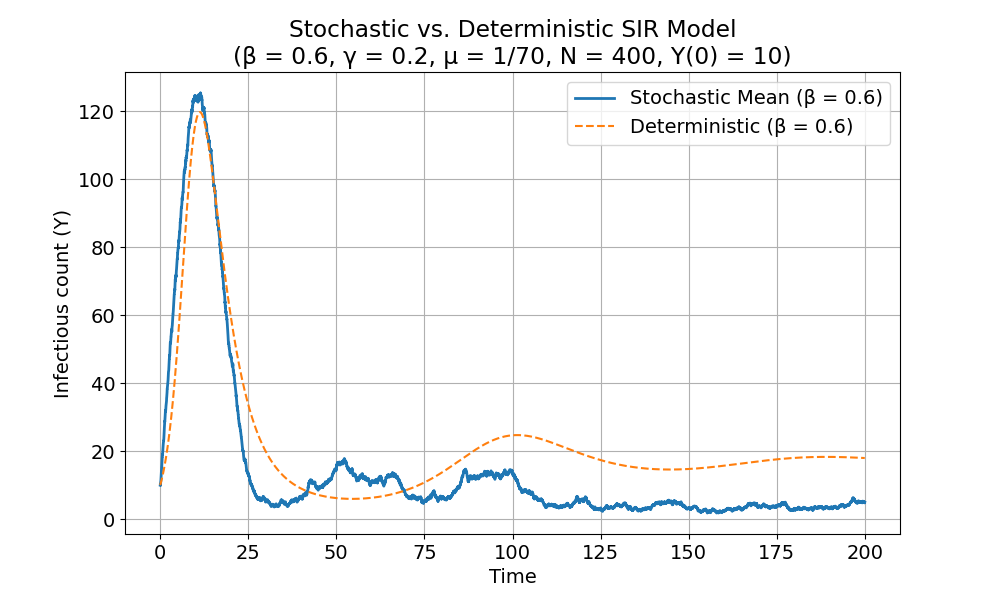 Stochastic vs. Deterministic SIR Model
(β = 0.6, γ = 0.2, μ = 1/70, N = 400, Y(0) = 10)
Stochastic Mean (β = 0.6)
Deterministic (β = 0.6)
Infectious count (Y)
120
100
80
60
40
20
0
0 25 50 75 100 125 150 175 200
Time